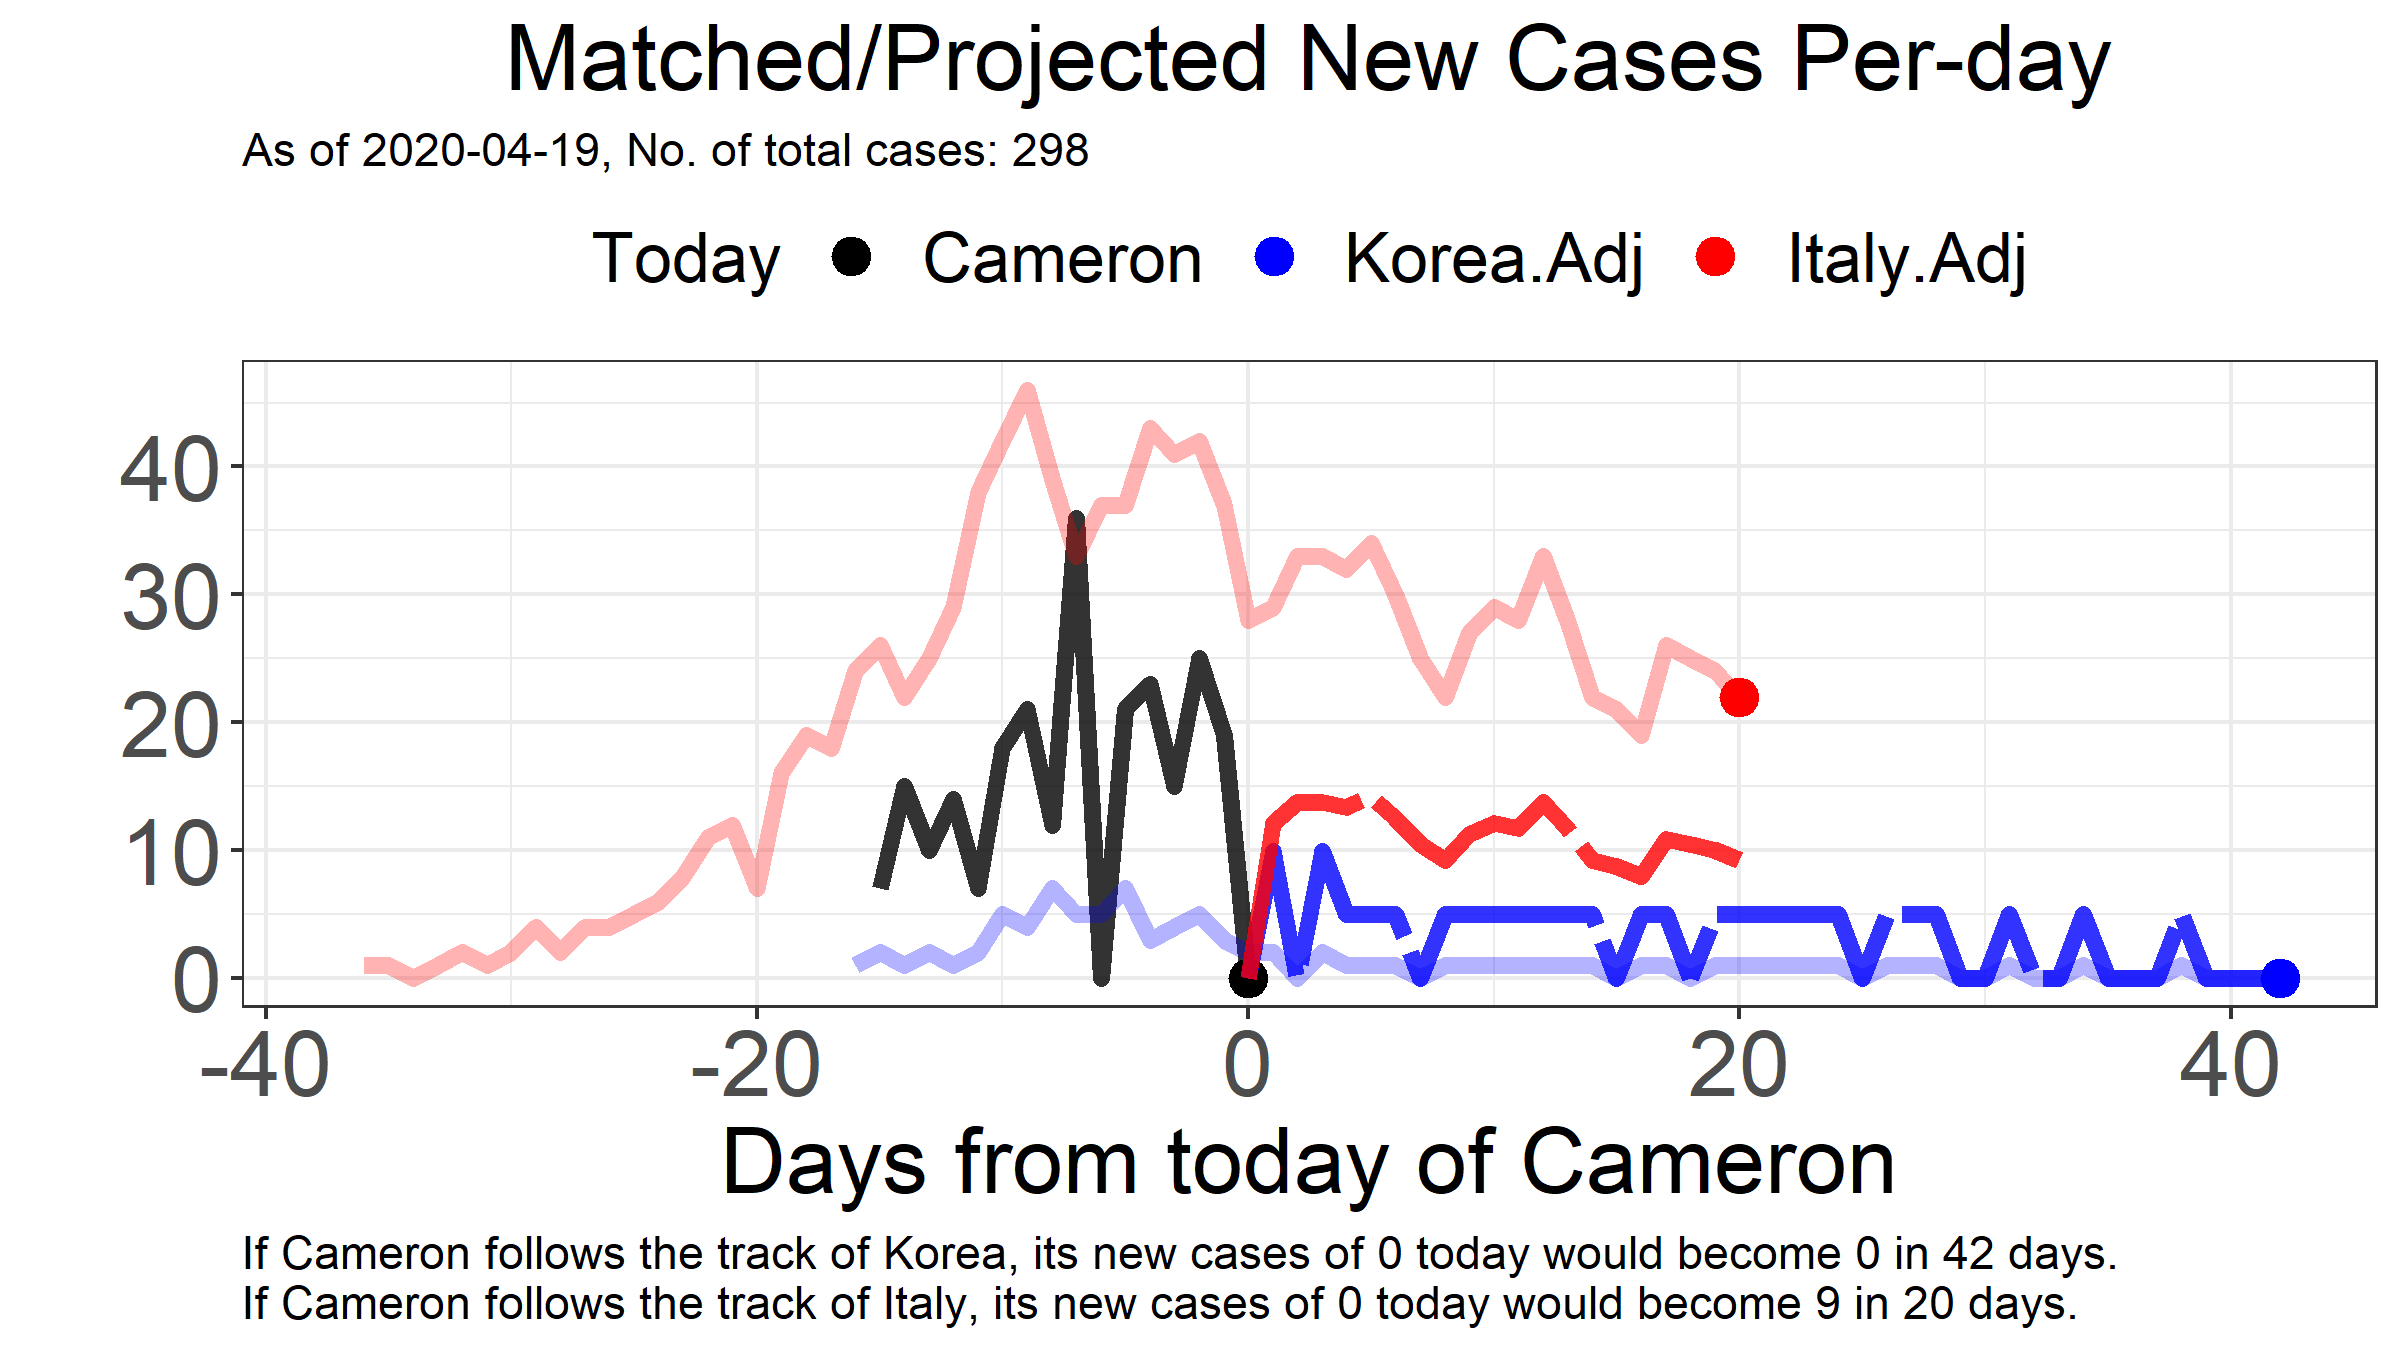 Matched/Projected New Cases Per-day
As of 2020-04-19, No. of total cases: 298
Today Cameron Korea.Adj Italy.Adj
40
30
20
10
0
-40 -20 0 20 40
Days from today of Cameron
If Cameron follows the track of Korea, its new cases of 0 today would become 0 in 42 days.
If Cameron follows the track of Italy, its new cases of 0 today would become 9 in 20 days.